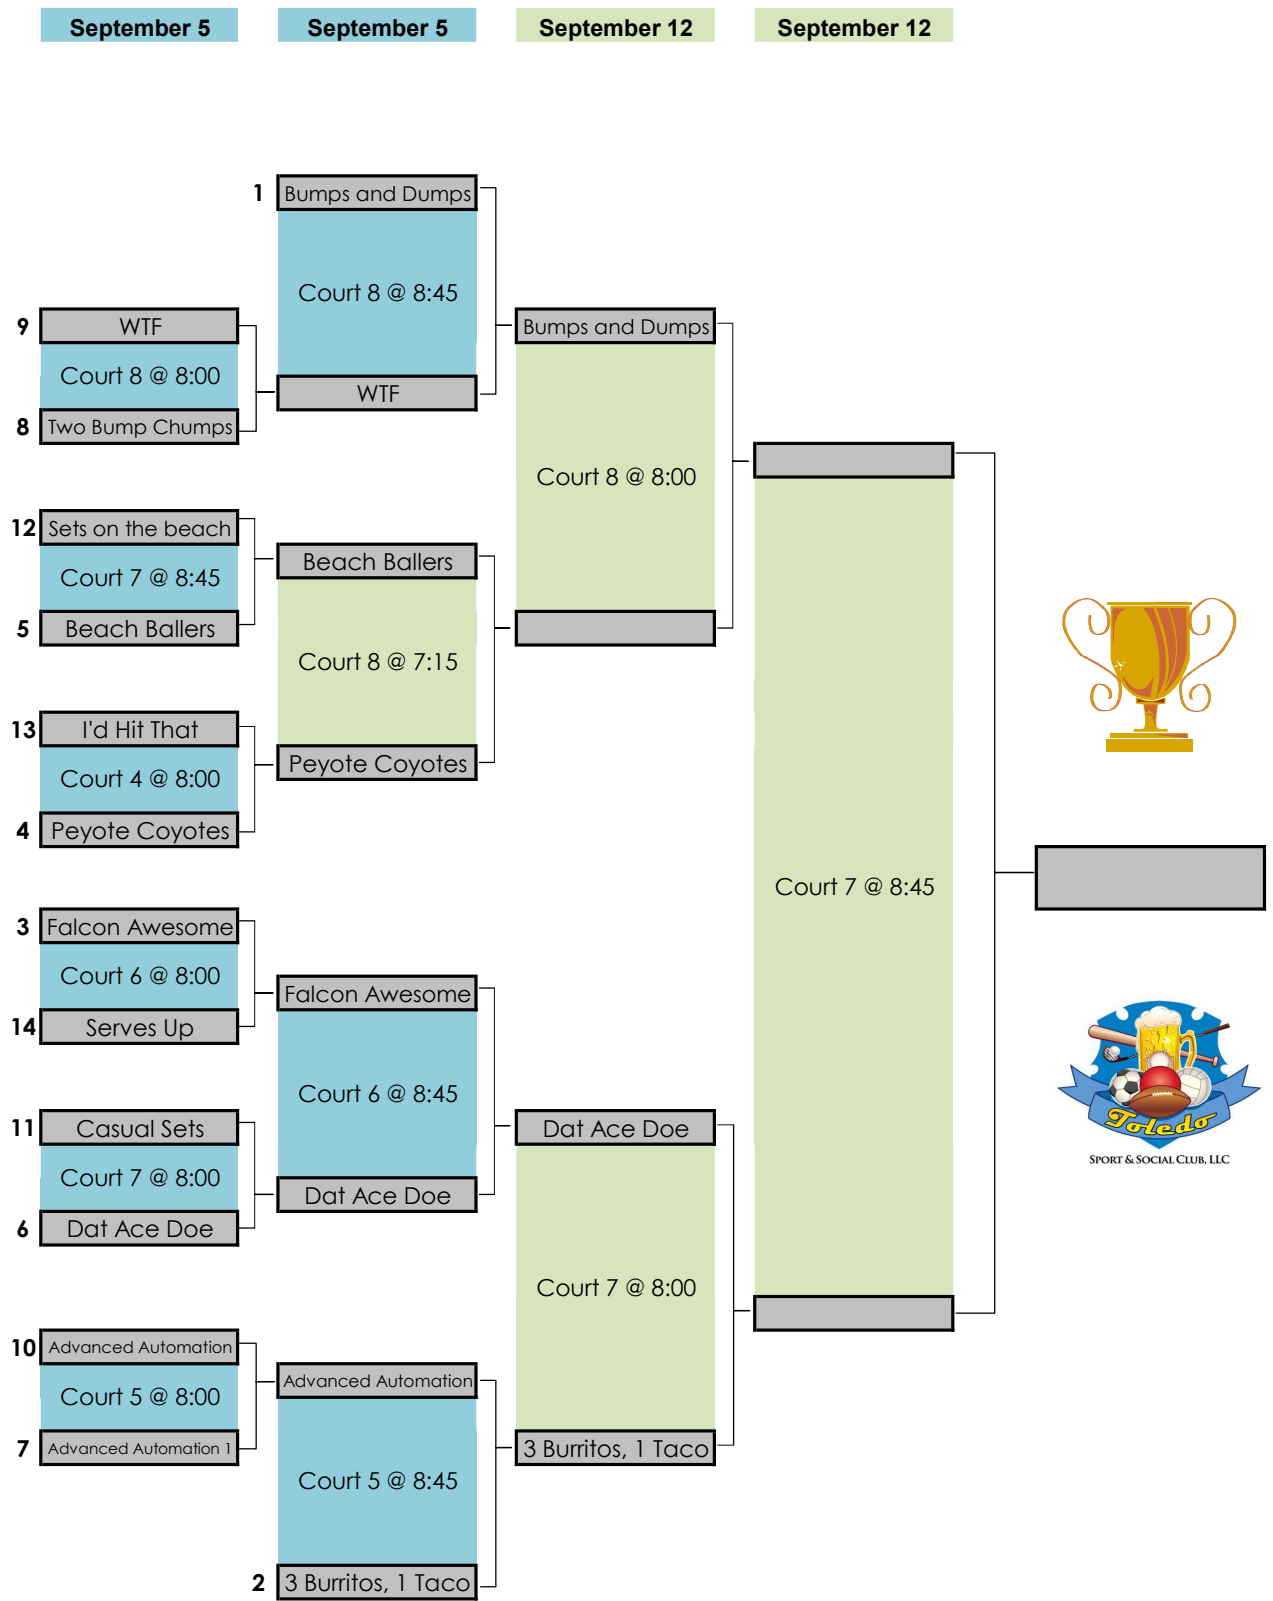 September 5
September 5
September 12
September 12
1
Bumps and Dumps
Court 8 @ 8:45
9
WTF
Bumps and Dumps
Court 8 @ 8:00
WTF
8
Two Bump Chumps
Court 8 @ 8:00
12
Sets on the beach
Beach Ballers
Court 7 @ 8:45
5
Beach Ballers
Court 8 @ 7:15
13
I'd Hit That
Peyote Coyotes
Court 4 @ 8:00
4
Peyote Coyotes
Court 7 @ 8:45
3
Falcon Awesome
Court 6 @ 8:00
Falcon Awesome
14
Serves Up
Court 6 @ 8:45
11
Casual Sets
Dat Ace Doe
Court 7 @ 8:00
Dat Ace Doe
6
Dat Ace Doe
Court 7 @ 8:00
10
Advanced Automation
Advanced Automation
Court 5 @ 8:00
7
Advanced Automation 1
3 Burritos, 1 Taco
Court 5 @ 8:45
2
3 Burritos, 1 Taco
Toledo
SPORT & SOCIAL CLUB, LLC